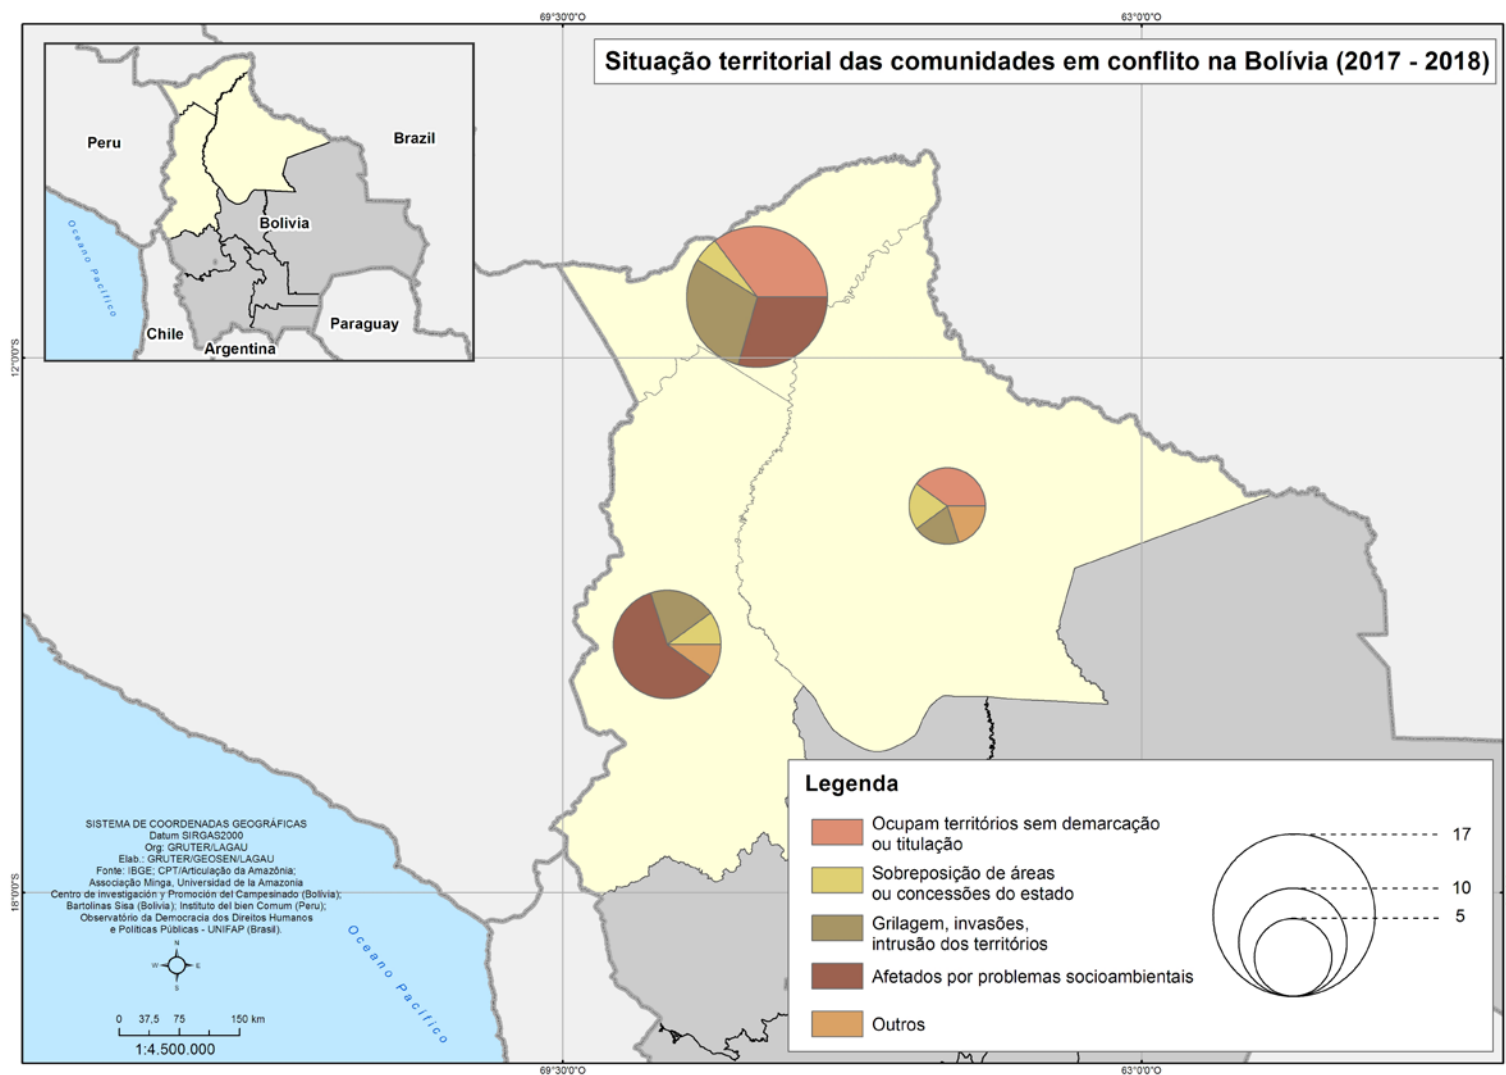 69°30'0"O
63°0'0"O
Situação territorial das comunidades em conflito na Bolívia (2017 - 2018)
Peru
Brazil
Bolivia
Oceano Pacífico
Chile
Argentina
Paraguay
12°0'0"S
18°0'0"S
SISTEMA DE COORDENADAS GEOGRÁFICAS
Datum SIRGAS2000
Org: GRUTER/LAGAU
Elab.: GRUTER/GEOSEN/LAGAU
Fonte: IBGE; CPT/Articulação da Amazônia;
Associação Minga, Universidad de la Amazonia
Centro de investigación y Promoción del Campesinado (Bolívia);
Bartolinas Sisa (Bolivia); Instituto del bien Comum (Peru);
Observatório da Democracia dos Direitos Humanos
e Políticas Públicas - UNIFAP (Brasil).
N
W E
S
0 37,5 75 150 km
1:4.500.000
Oceano Pacífico
Legenda
Ocupam territórios sem demarcação
ou titulação
Sobreposição de áreas
ou concessões do estado
Grilagem, invasões,
intrusão dos territórios
Afetados por problemas socioambientais
Outros
17
10
5
69°30'0"O
63°0'0"O